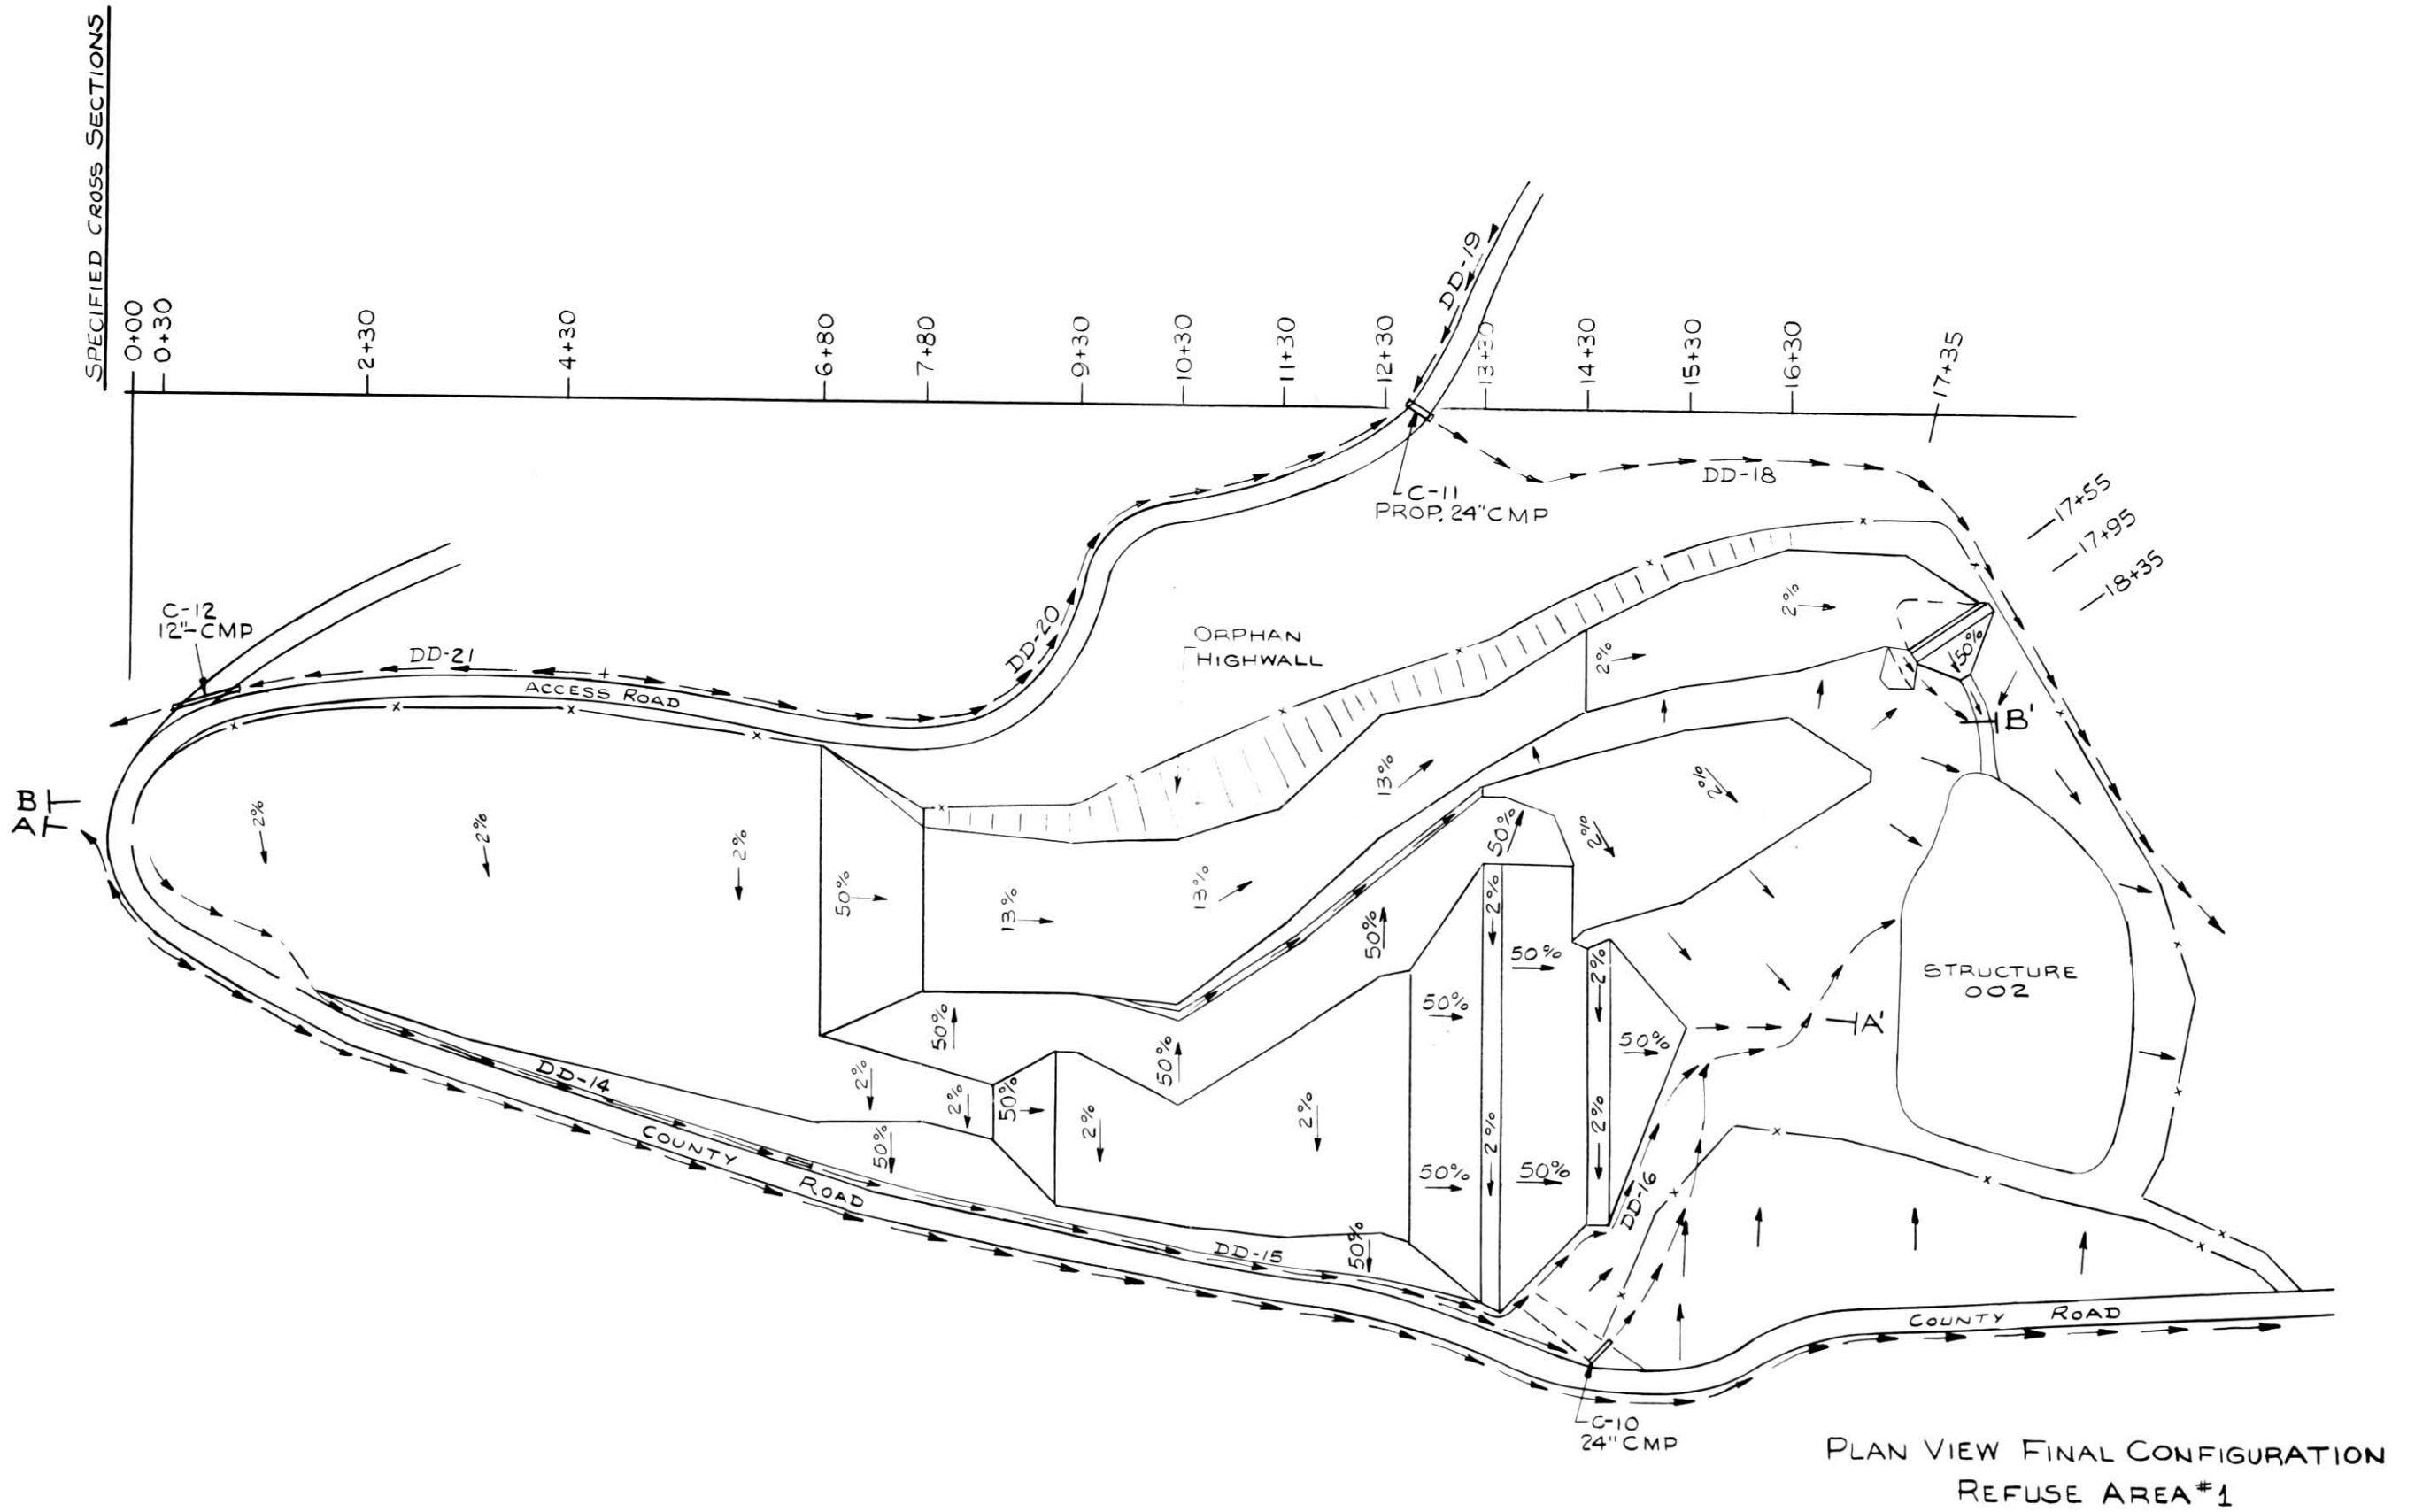 SPECIFIED CROSS SECTIONS
0+00
0+30
2+30
4+30
6+80
7+80
9+30
10+30
11+30
12+30
13+30
14+30
15+30
16+30
17+35
17+55
17+95
18+35
DD-19
DD-18
C-11
PROP. 24" CMP
C-12
12"-CMP
DD-21
ACCESS ROAD
DD-20
ORPHAN
HIGHWALL
2%
2%
50%
B'
B
A
2%
2%
2%
50%
13%
13%
13%
2%
2%
50%
50%
2%
50%
50%
50%
2%
50%
STRUCTURE
002
A'
50%
50%
2%
2%
50%
2%
2%
50%
50%
2%
2%
50%
50%
DD-14
COUNTY
ROAD
DD-15
50%
DD-16
COUNTY ROAD
C-10
24" CMP
PLAN VIEW FINAL CONFIGURATION
REFUSE AREA #1